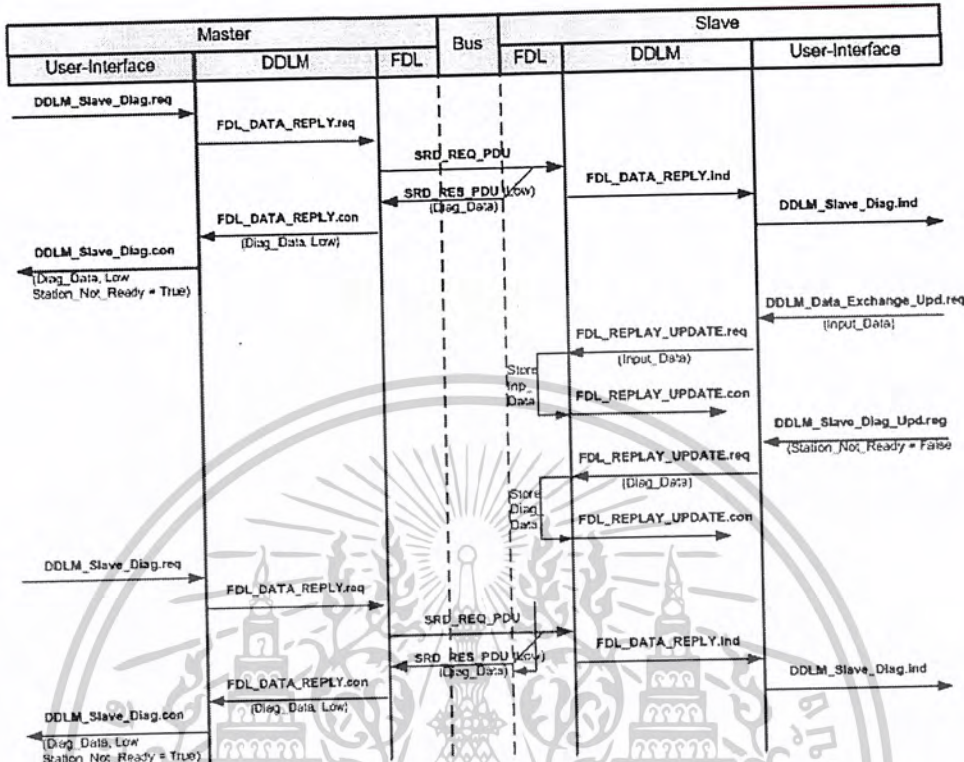 Master
Bus
Slave
User-Interface
DDLM
FDL
FDL
DDLM
User-Interface
DDLM_Slave_Diag.req
FDL_DATA_REPLY.req
SRD_REQ_PDU
SRD_RES_PDU (Low)
(Diag_Data)
FDL_DATA_REPLY.ind
DDLM_Slave_Diag.ind
FDL_DATA_REPLY.con
(Diag_Data, Low)
DDLM_Slave_Diag.con
(Diag_Data, Low
Station_Not_Ready = True)
DDLM_Data_Exchange_Upd.req
(Input_Data)
FDL_REPLAY_UPDATE.req
(Input_Data)
Store
Inp_
Data
FDL_REPLAY_UPDATE.con
DDLM_Slave_Diag_Upd.req
(Station_Not_Ready = False
FDL_REPLAY_UPDATE.req
(Diag_Data)
Store
Diag_
Data
FDL_REPLAY_UPDATE.con
DDLM_Slave_Diag.req
FDL_DATA_REPLY.req
SRD_REQ_PDU
SRD_RES_PDU (Low)
(Diag_Data)
FDL_DATA_REPLY.ind
DDLM_Slave_Diag.ind
FDL_DATA_REPLY.con
(Diag_Data, Low)
DDLM_Slave_Diag.con
(Diag_Data, Low
Station_Not_Ready = True)